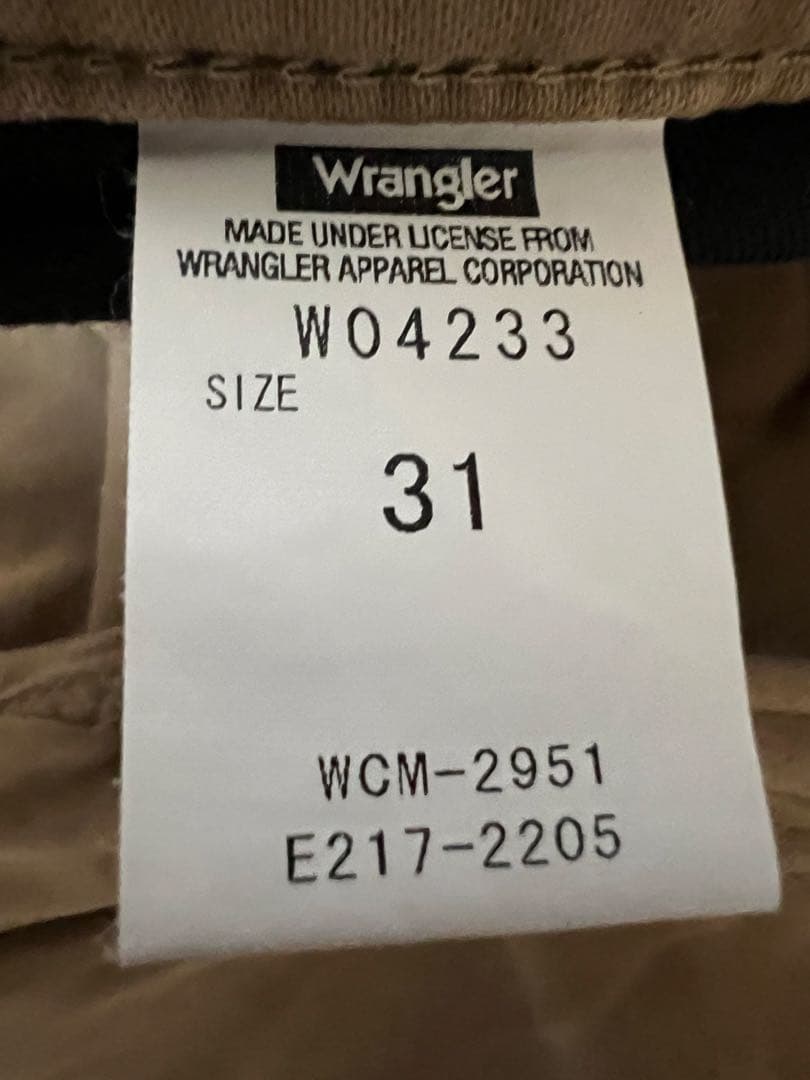 Wrangler
MADE UNDER LICENSE FROM
WRANGLER APPAREL CORPORATION
W04233
SIZE
31
WCM-2951
E217-2205